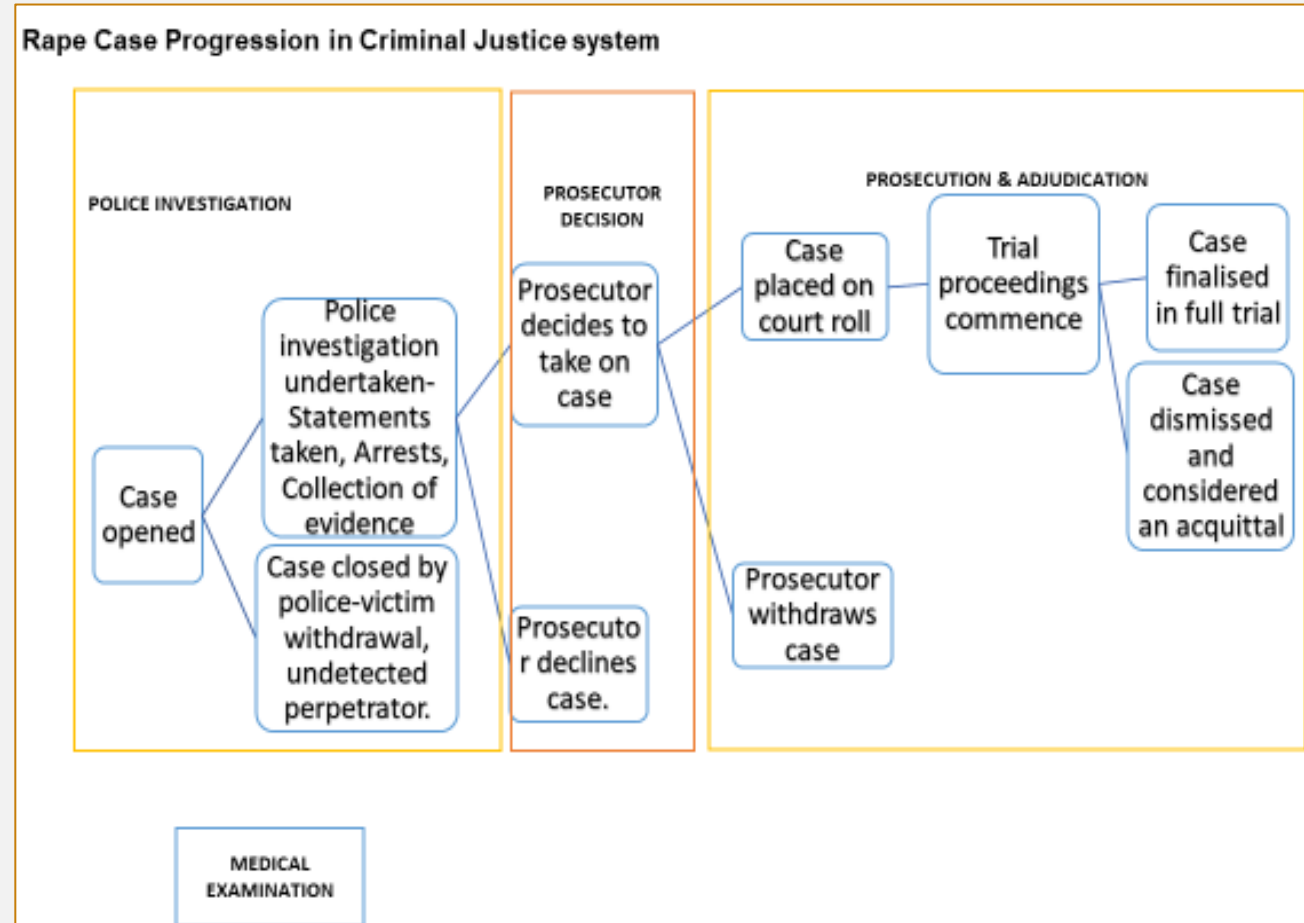 Rape Case Progression in Criminal Justice system
POLICE INVESTIGATION
Case
opened
Police
investigation
undertaken-
Statements
taken, Arrests,
Collection of
evidence
Case closed by
police-victim
withdrawal,
undetected
perpetrator.
PROSECUTOR
DECISION
Prosecutor
decides to
take on
case
Prosecuto
r declines
case.
PROSECUTION & ADJUDICATION
Case
placed on
court roll
Prosecutor
withdraws
case
Trial
proceedings
commence
Case
finalised
in full trial
Case
dismissed
and
considered
an acquittal
MEDICAL
EXAMINATION